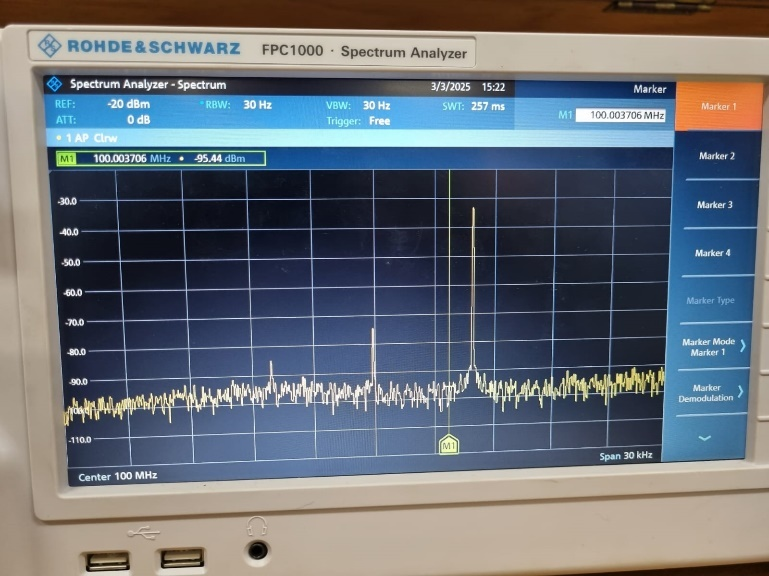 ROHDE & SCHWARZ FPC1000 · Spectrum Analyzer
Spectrum Analyzer - Spectrum 3/3/2025 15:22 Marker
REF: -20 dBm *RBW: 30 Hz VBW: 30 Hz SWT: 257 ms
ATT: 0 dB Trigger: Free
M1 100.003706 MHz
• 1 AP Clrw
M1 100.003706 MHz • -95.44 dBm
-30.0
-40.0
-50.0
-60.0
-70.0
-80.0
-90.0
-110.0
M1
Center 100 MHz Span 30 kHz
Marker 1
Marker 2
Marker 3
Marker 4
Marker Type
Marker Mode
Marker 1
Marker
Demodulation